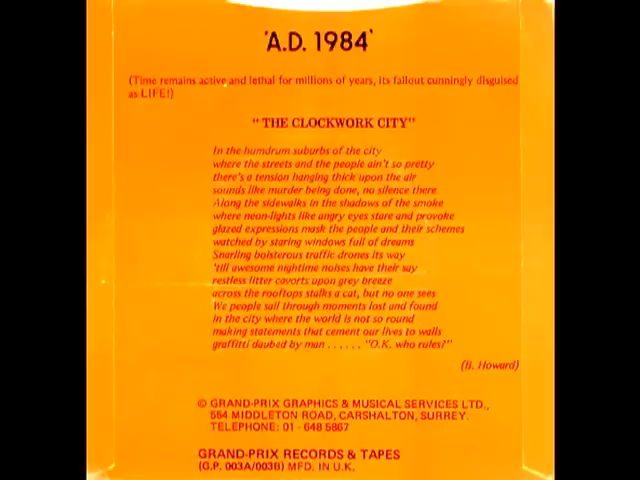 'A.D. 1984'
(Time remains active and lethal for millions of years, its fallout cunningly disguised
as LIFE!)
"THE CLOCKWORK CITY"
In the humdrum suburbs of the city
where the streets and the people ain't so pretty
there's a tension hanging thick upon the air
sounds like murder being done, no silence there
Along the sidewalks in the shadows of the smoke
where neon-lights like angry eyes stare and provoke
glazed expressions mask the people and their schemes
watched by staring windows full of dreams
Snarling boisterous traffic drones its way
'till awesome nightime noises have their say
restless litter cavorts upon grey breeze
across the rooftops stalks a cat, but no one sees
We people sail through moments lost and found
in the city where the world is not so round
making statements that cement our lives to walls
graffitti daubed by man ...... "O.K. who rules?"
(B. Howard)
© GRAND-PRIX GRAPHICS & MUSICAL SERVICES LTD.,
554 MIDDLETON ROAD, CARSHALTON, SURREY.
TELEPHONE: 01 - 648 5867
GRAND-PRIX RECORDS & TAPES
(G.P. 003A/003B) MFD. IN U.K.